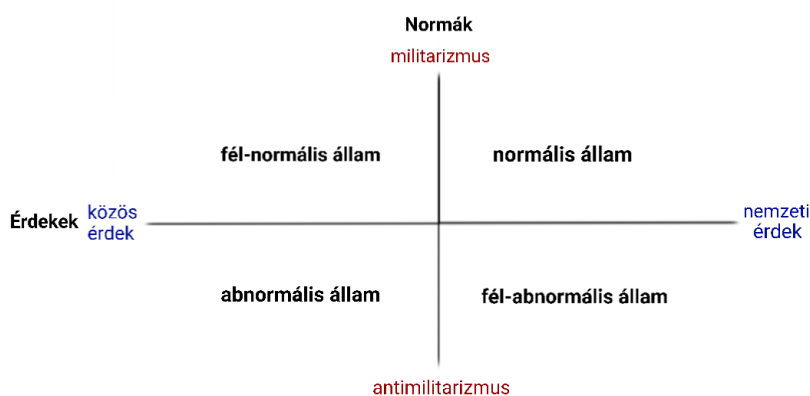 Normák
militarizmus
fél-normális állam
normális állam
Érdekek
közös
érdek
nemzeti
érdek
abnormális állam
fél-abnormális állam
antimilitarizmus